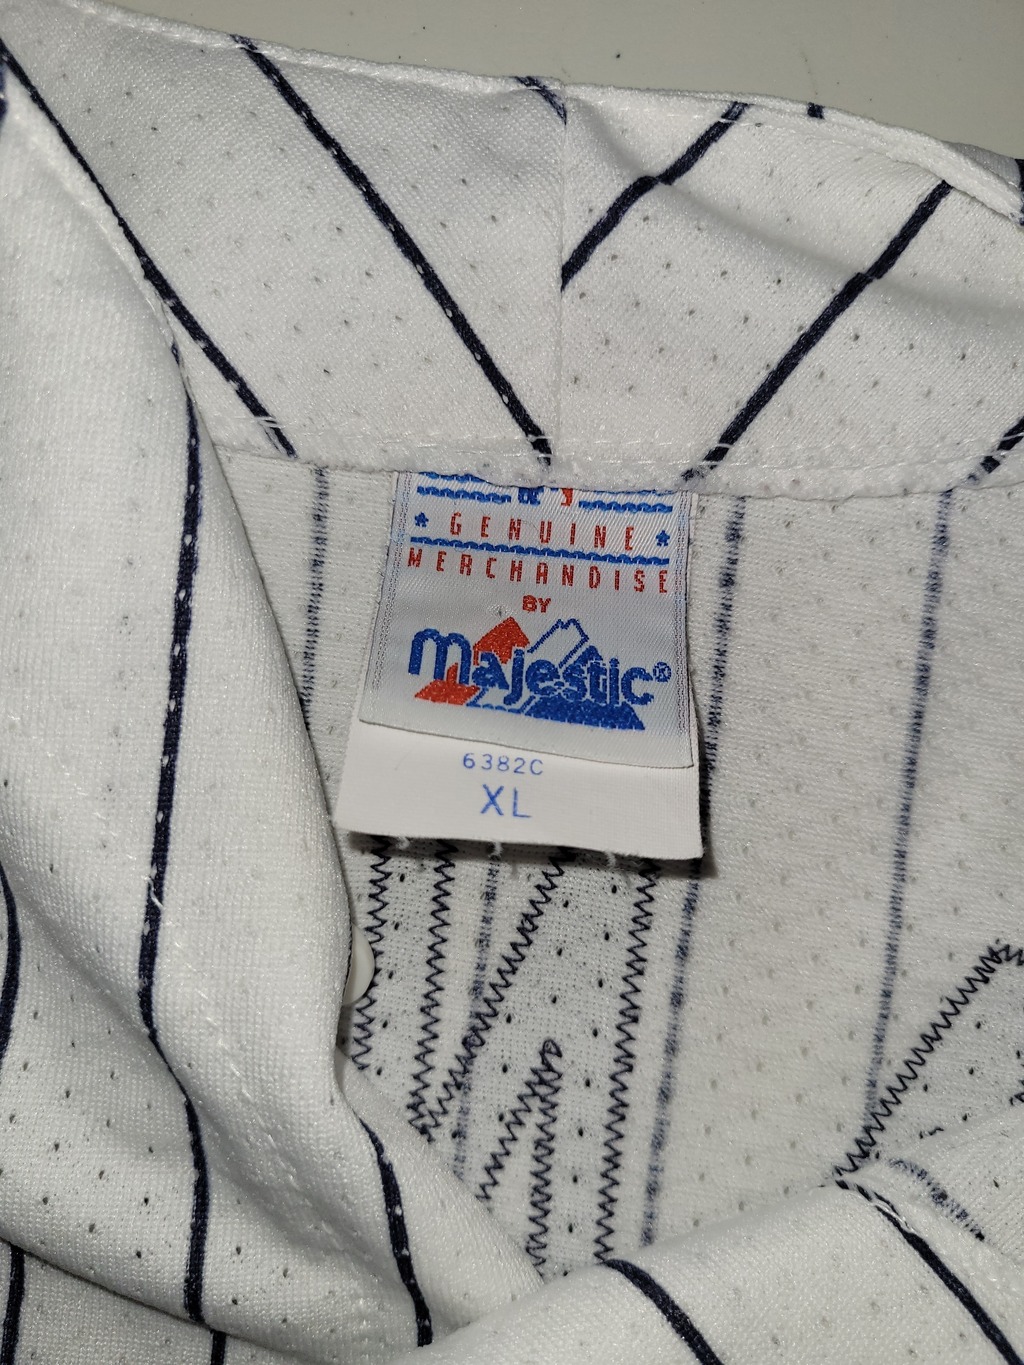 GENUINE
MERCHANDISE
BY
Majestic®
6382C
XL